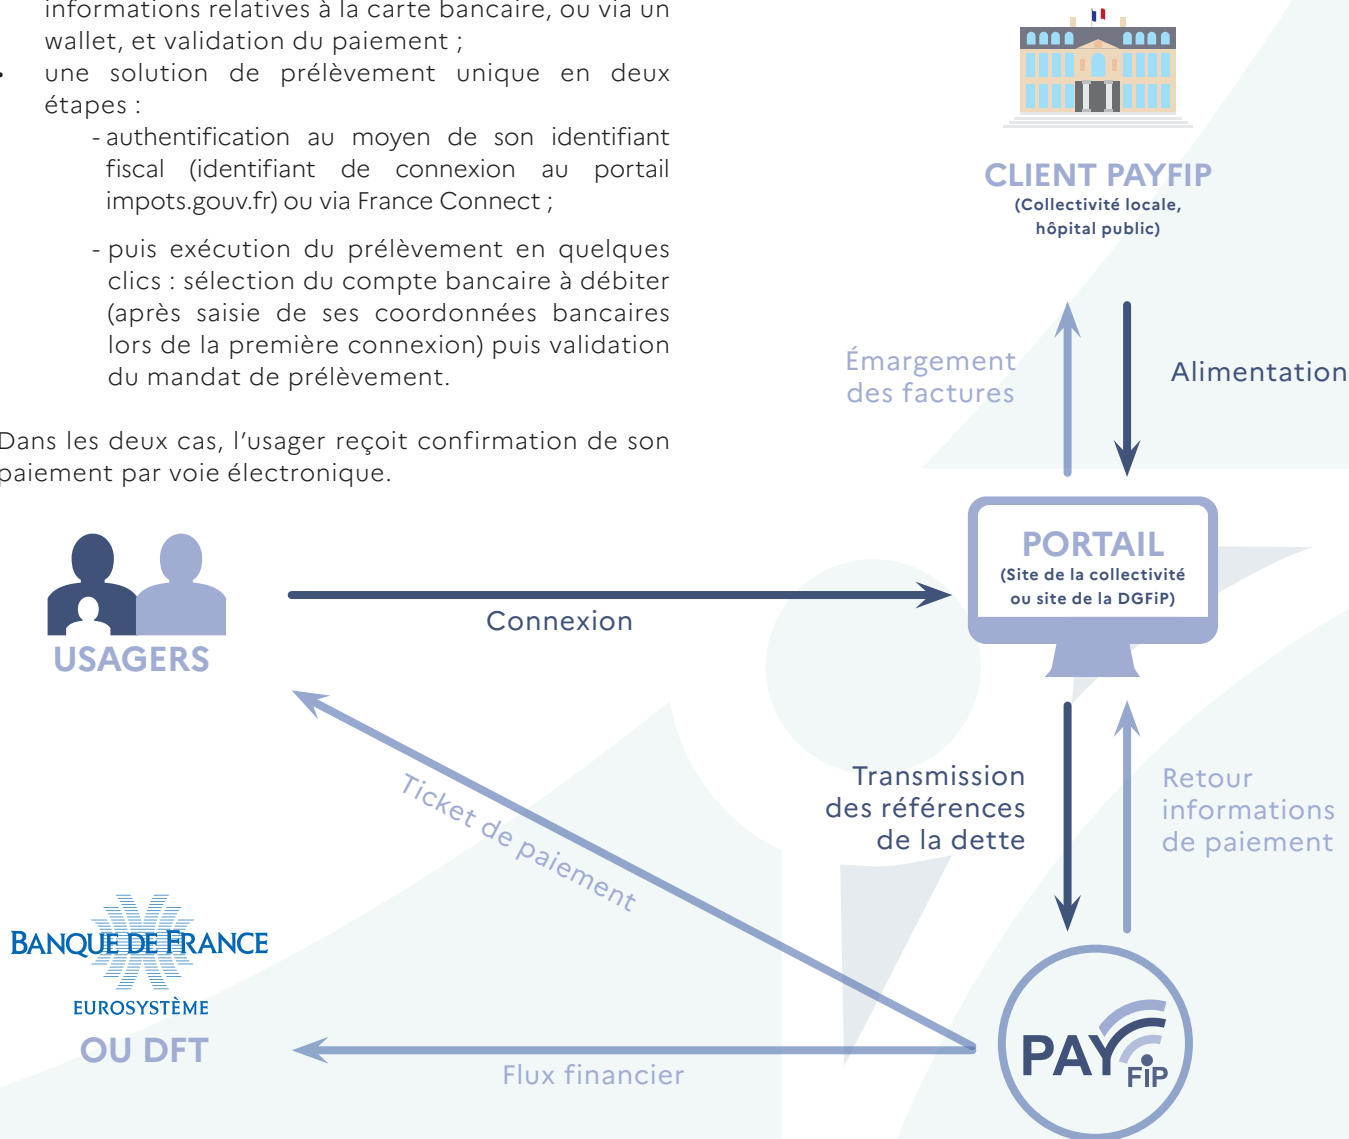 informations relatives à la carte bancaire, ou via un
wallet, et validation du paiement ;
• une solution de prélèvement unique en deux
étapes :
- authentification au moyen de son identifiant
fiscal (identifiant de connexion au portail
impots.gouv.fr) ou via France Connect ;
- puis exécution du prélèvement en quelques
clics : sélection du compte bancaire à débiter
(après saisie de ses coordonnées bancaires
lors de la première connexion) puis validation
du mandat de prélèvement.
Dans les deux cas, l'usager reçoit confirmation de son
paiement par voie électronique.
CLIENT PAYFIP
(Collectivité locale,
hôpital public)
Émargement
des factures
Alimentation
PORTAIL
(Site de la collectivité
ou site de la DGFiP)
USAGERS
Connexion
Ticket de paiement
Transmission
des références
de la dette
Retour
informations
de paiement
BANQUE DE FRANCE
EUROSYSTÈME
OU DFT
Flux financier
PAY
FiP